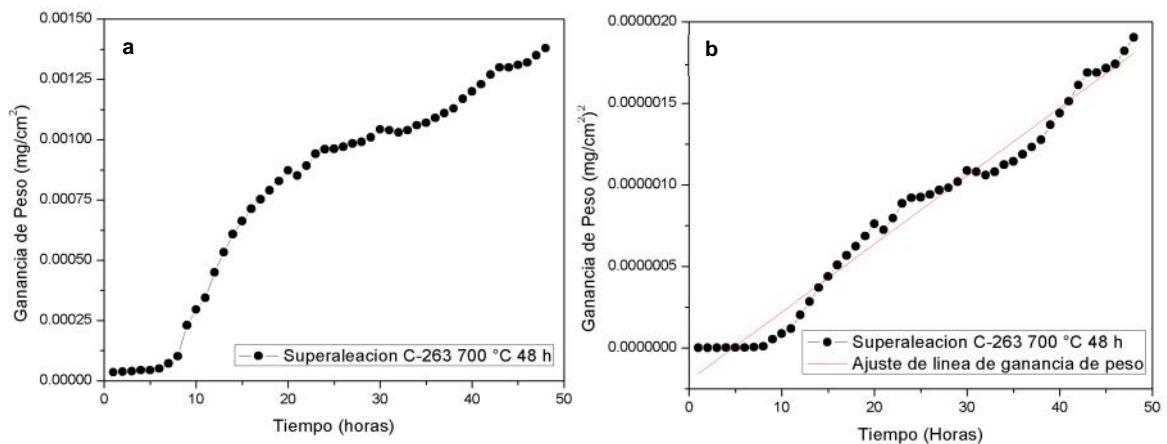 a
0.00150
0.00125
0.00100
0.00075
0.00050
0.00025
0.00000
Ganancia de Peso (mg/cm²)
0 10 20 30 40 50
Tiempo (horas)
Superaleacion C-263 700 °C 48 h
b
0.0000020
0.0000015
0.0000010
0.0000005
0.0000000
Ganancia de Peso (mg/cm²)²
0 10 20 30 40 50
Tiempo (Horas)
Superaleacion C-263 700 °C 48 h
Ajuste de linea de ganancia de peso